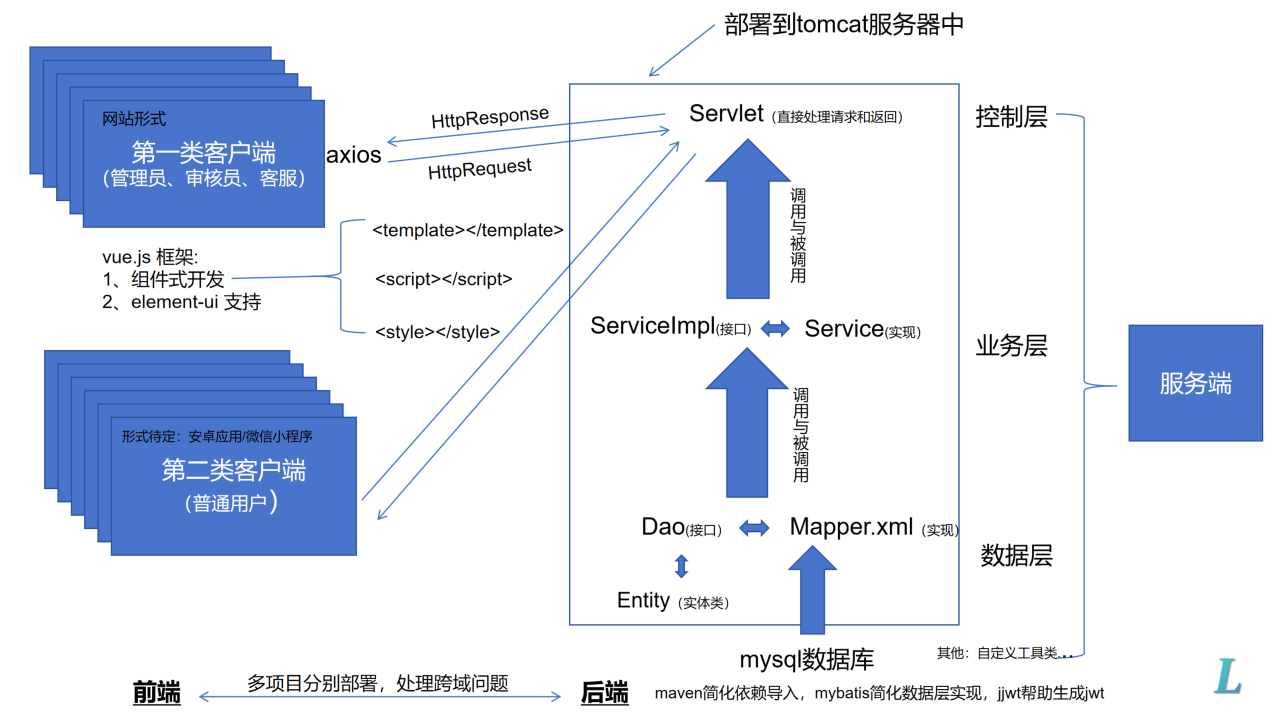 部署到tomcat服务器中
网站形式
第一类客户端
（管理员、审核员、客服）
axios
HttpResponse
HttpRequest
Servlet（直接处理请求和返回）
控制层
调用与被调用
<template></template>
vue.js 框架:
1、组件式开发
2、element-ui 支持
<script></script>
<style></style>
ServiceImpl(接口)
Service(实现）
业务层
服务端
调用与被调用
形式待定：安卓应用/微信小程序
第二类客户端
（普通用户）
Dao(接口）
Mapper.xml（实现）
数据层
Entity（实体类）
mysql数据库
其他：自定义工具类...
前端
多项目分别部署，处理跨域问题
后端
maven简化依赖导入，mybatis简化数据层实现，jjwt帮助生成jwt
L